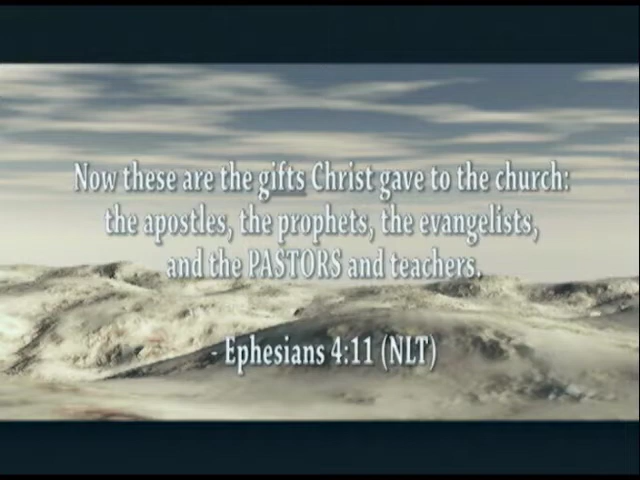 Now these are the gifts Christ gave to the church:
the apostles, the prophets, the evangelists,
and the PASTORS and teachers.
- Ephesians 4:11 (NLT)